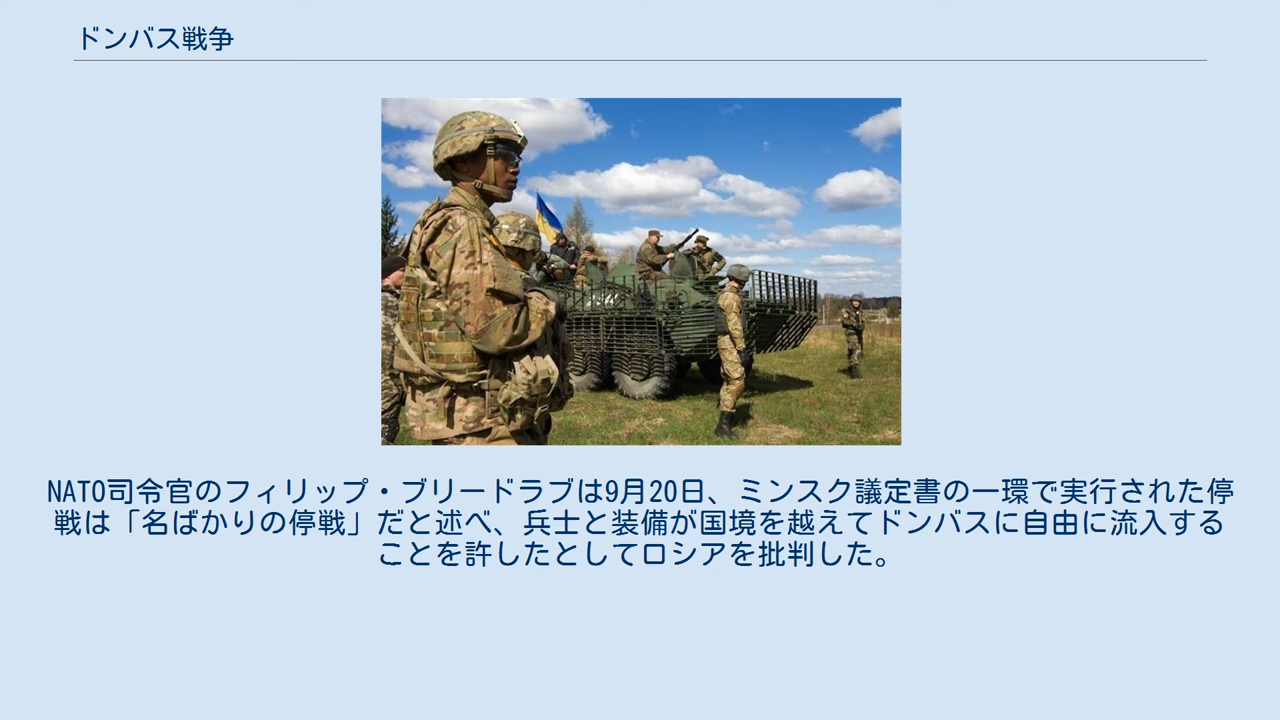 ドンバス戦争
NATO司令官のフィリップ・ブリードラブは9月20日、ミンスク議定書の一環で実行された停
戦は「名ばかりの停戦」だと述べ、兵士と装備が国境を越えてドンバスに自由に流入する
ことを許したとしてロシアを批判した。